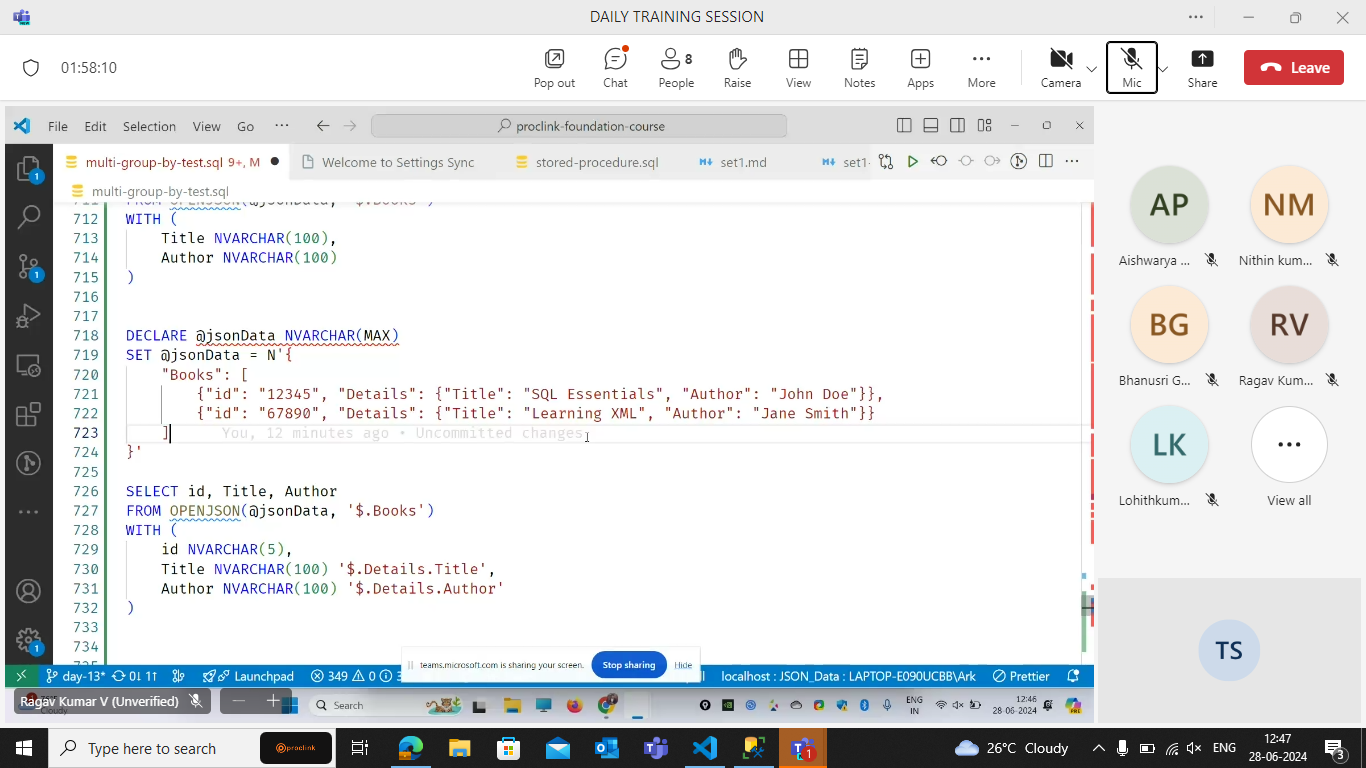 DAILY TRAINING SESSION
01:58:10
Pop out
Chat
8
People
Raise
View
Notes
Apps
More
Camera
Mic
Share
Leave
File Edit Selection View Go
proclink-foundation-course
multi-group-by-test.sql 9+, M
Welcome to Settings Sync
stored-procedure.sql
set1.md
set1
multi-group-by-test.sql
711 FROM OPENJSON(@jsonData, '$.Books')
712 WITH (
713 Title NVARCHAR(100),
714 Author NVARCHAR(100)
715 )
716
717
718 DECLARE @jsonData NVARCHAR(MAX)
719 SET @jsonData = N'{
720 "Books": [
721 {"id": "12345", "Details": {"Title": "SQL Essentials", "Author": "John Doe"}},
722 {"id": "67890", "Details": {"Title": "Learning XML", "Author": "Jane Smith"}}
723 ] You, 12 minutes ago • Uncommitted changes
724 }'
725
726 SELECT id, Title, Author
727 FROM OPENJSON(@jsonData, '$.Books')
728 WITH (
729 id NVARCHAR(5),
730 Title NVARCHAR(100) '$.Details.Title',
731 Author NVARCHAR(100) '$.Details.Author'
732 )
733
734
1
1
1
teams.microsoft.com is sharing your screen.
Stop sharing
Hide
day-13* 0↓ 1↑
Launchpad
349 0
localhost : JSON_Data : LAPTOP-E090UCBB\Ark
Prettier
Ragav Kumar V (Unverified)
Search
ENG
IN
12:46
28-06-2024
AP
Aishwarya ...
NM
Nithin kum...
BG
Bhanusri G...
RV
Ragav Kum...
LK
Lohithkum...
View all
TS
Type here to search
proclink
1
26°C Cloudy
ENG
12:47
28-06-2024
3